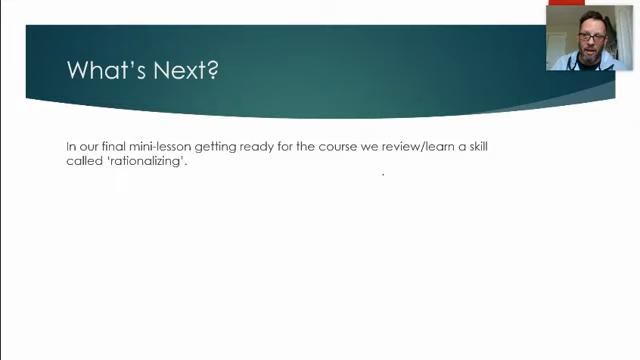 What's Next?
In our final mini-lesson getting ready for the course we review/learn a skill
called 'rationalizing'.